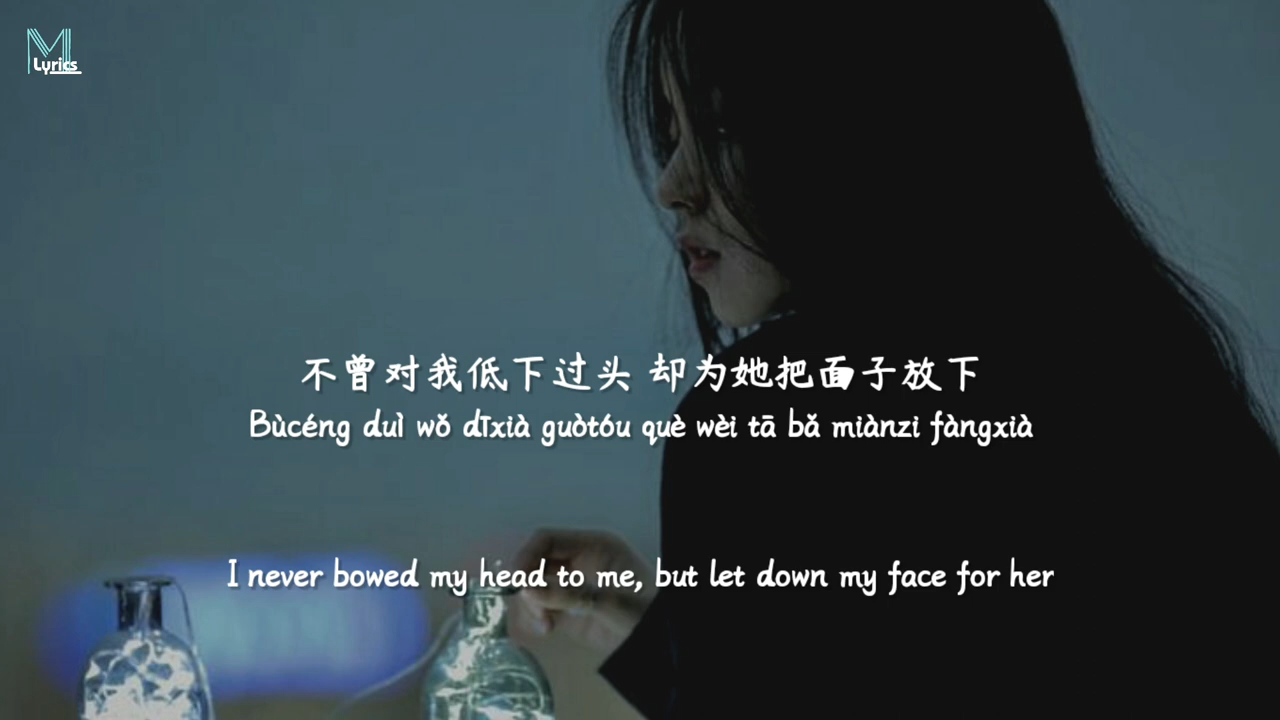 M
Lyrics
不曾对我低下过头 却为她把面子放下
Bùcéng duì wǒ dīxià guòtóu què wèi tā bǎ miànzi fàngxià
I never bowed my head to me, but let down my face for her